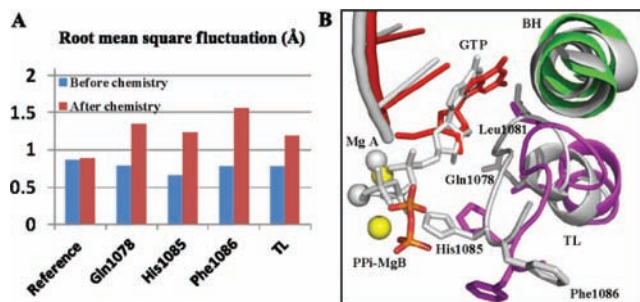 A
Root mean square fluctuation (Å)
2
1.5
1
0.5
0
Before chemistry
After chemistry
Reference
Gln1078
His1085
Phe1086
TL
B
BH
GTP
Mg A
Leu1081
Gln1078
TL
His1085
PPi-MgB
Phe1086